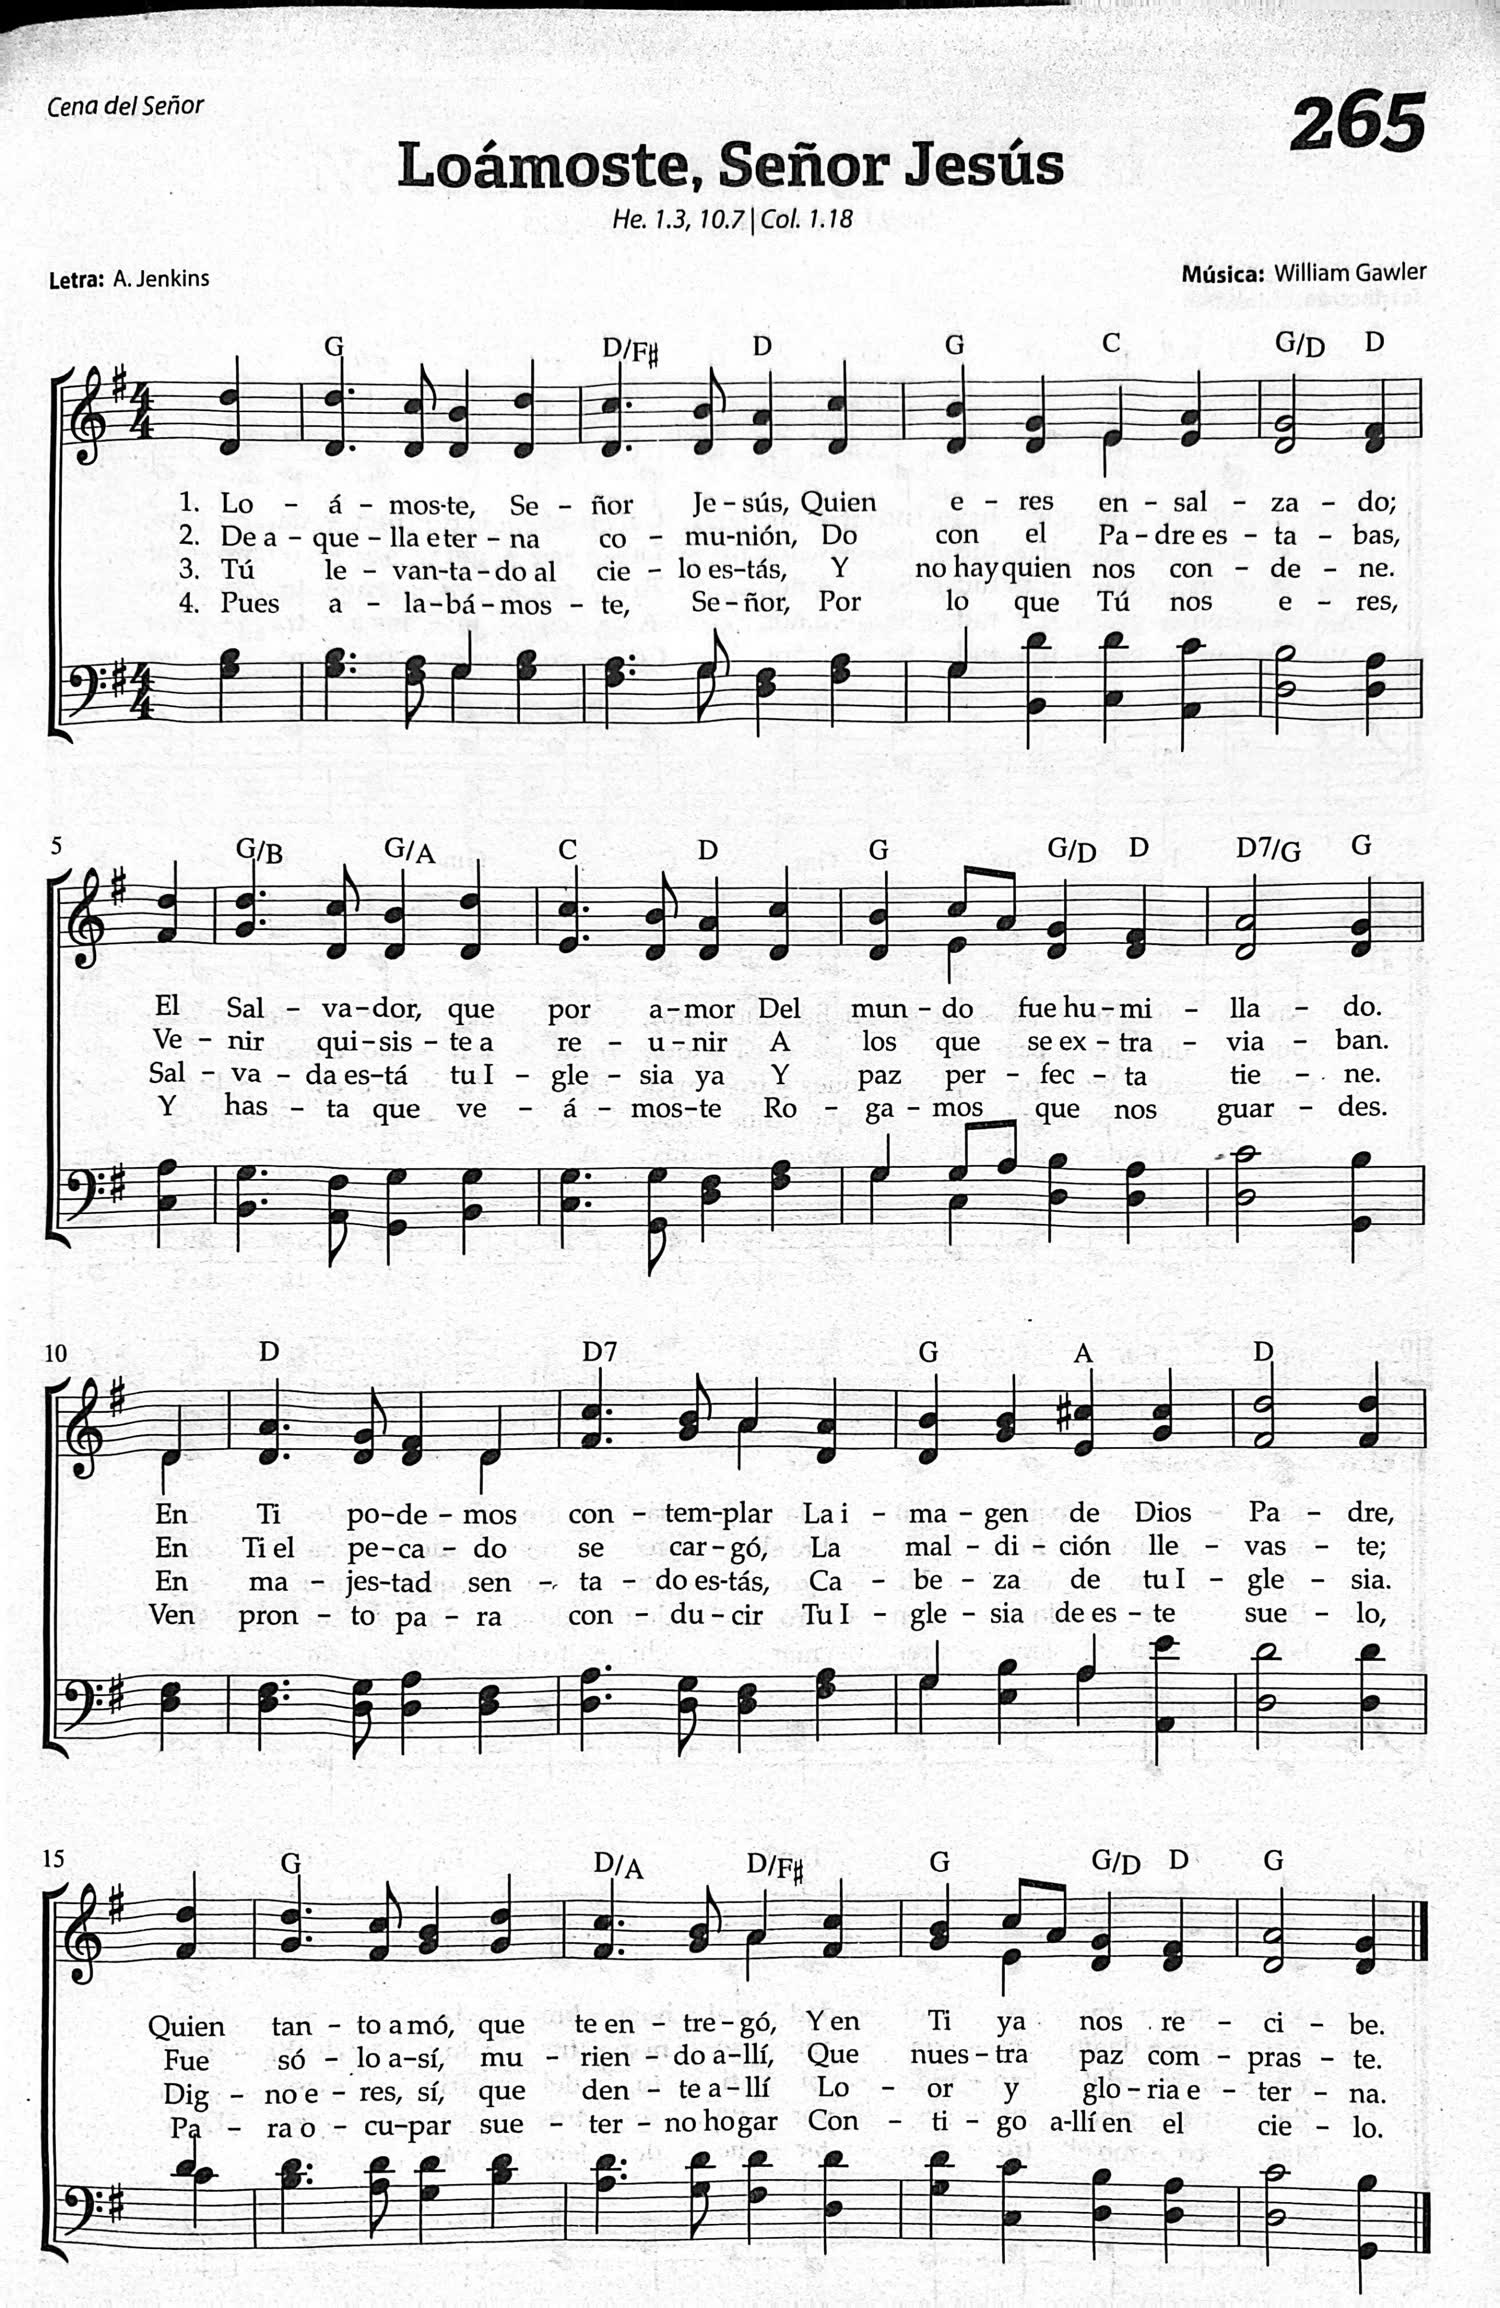 Cena del Señor
265
Loámoste, Señor Jesús
He. 1.3, 10.7 | Col. 1.18
Letra: A. Jenkins
Música: William Gawler
G D/F# D G C G/D D
1. Lo – á – mos-te, Se – ñor Je – sús, Quien e – res en – sal – za – do;
2. De a – que – lla eter – na co – mu-nión, Do con el Pa – dre es – ta – bas,
3. Tú le – van-ta – do al cie – lo es-tás, Y no hay quien nos con – de – ne.
4. Pues a – la-bá – mos – te, Se – ñor, Por lo que Tú nos e – res,
5
G/B G/A C D G G/D D D7/G G
El Sal – va-dor, que por a-mor Del mun – do fue hu – mi – lla – do.
Ve – nir qui – sis – te a re – u – nir A los que se ex – tra – via – ban.
Sal – va – da es-tá tu I – gle – sia ya Y paz per – fec – ta tie – ne.
Y has – ta que ve – á – mos-te Ro – ga – mos que nos guar – des.
10
D D7 G A D
En Ti po-de – mos con – tem-plar La i – ma – gen de Dios Pa – dre,
En Ti el pe-ca – do se car-gó, La mal – di – ción lle – vas – te;
En ma – jes-tad sen – ta – do es-tás, Ca – be – za de tu I – gle – sia.
Ven pron – to pa – ra con – du – cir Tu I – gle – sia de es – te sue – lo,
15
G D/A D/F# G G/D D G
Quien tan – to a mó, que te en – tre-gó, Y en Ti ya nos re – ci – be.
Fue só – lo a-sí, mu – rien – do a-llí, Que nues – tra paz com – pras – te.
Dig – no e – res, sí, que den – te a-llí Lo – or y glo – ria e – ter – na.
Pa – ra o – cu-par su e – ter – no hogar Con – ti – go a-llí en el cie – lo.